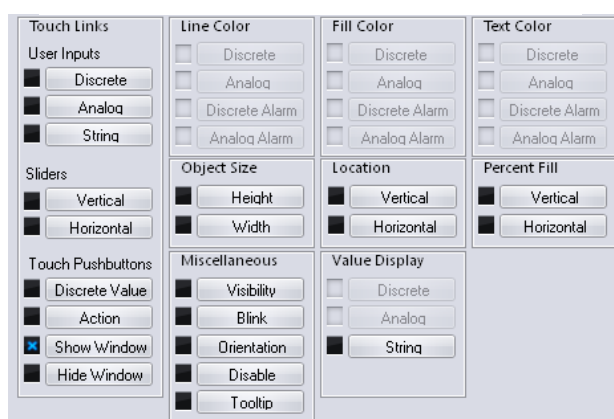 Touch Links
User Inputs
Discrete
Analog
String
Sliders
Vertical
Horizontal
Touch Pushbuttons
Discrete Value
Action
Show Window
Hide Window
Line Color
Discrete
Analog
Discrete Alarm
Analog Alarm
Fill Color
Discrete
Analog
Discrete Alarm
Analog Alarm
Text Color
Discrete
Analog
Discrete Alarm
Analog Alarm
Object Size
Height
Width
Location
Vertical
Horizontal
Percent Fill
Vertical
Horizontal
Miscellaneous
Visibility
Blink
Orientation
Disable
Tooltip
Value Display
Discrete
Analog
String